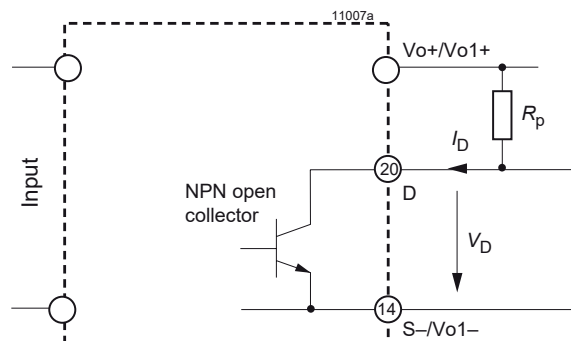 11007a
Vo+/Vo1+
Rp
ID
20
D
NPN open
collector
Input
VD
14
S–/Vo1–